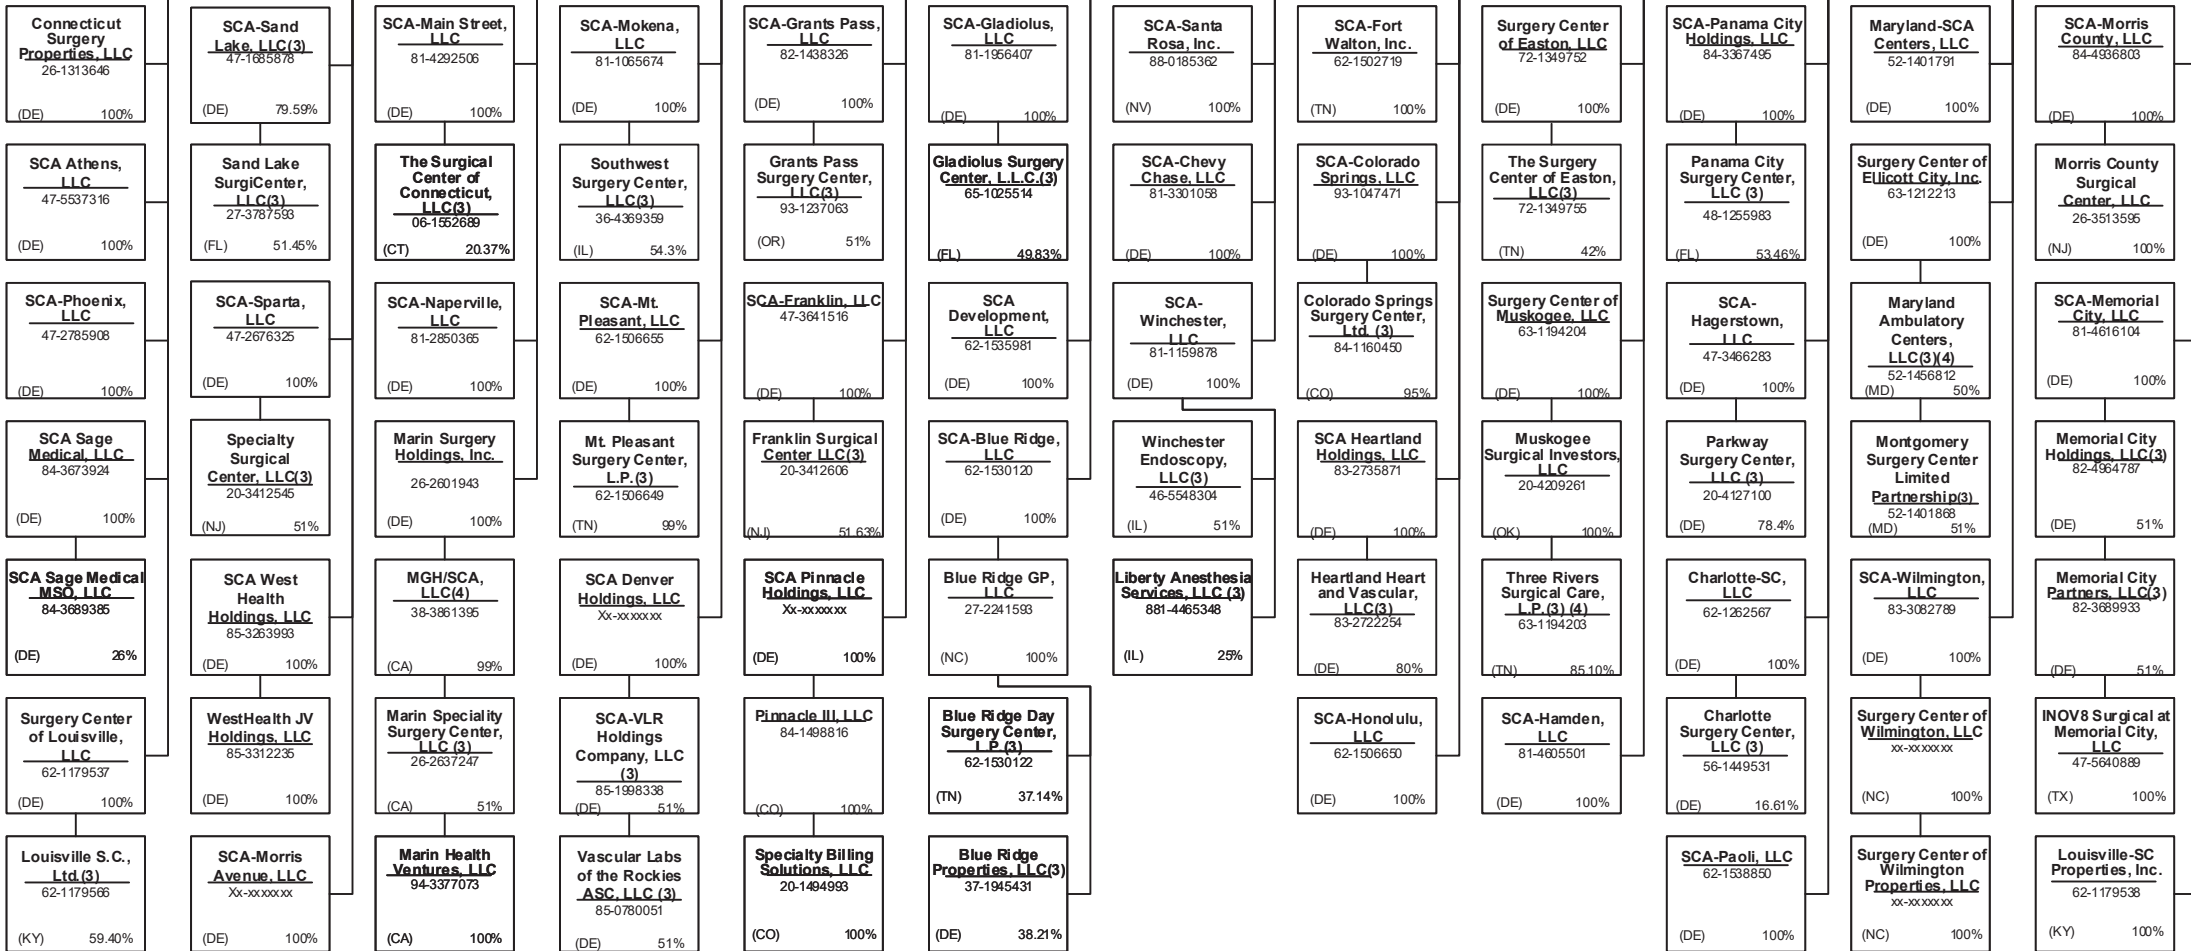 Connecticut
Surgery
Properties, LLC
26-1313646
(DE) 100%
SCA Athens,
LLC
47-5537316
(DE) 100%
SCA-Phoenix,
LLC
47-2785908
(DE) 100%
SCA Sage
Medical, LLC
84-3673924
(DE) 100%
SCA Sage Medical
MSO, LLC
84-3689385
(DE) 26%
Surgery Center
of Louisville,
LLC
62-1179537
(DE) 100%
Louisville S.C.,
Ltd.(3)
62-1179566
(KY) 59.40%
SCA-Sand
Lake, LLC(3)
47-1685878
(DE) 79.59%
Sand Lake
SurgiCenter,
LLC(3)
27-3787593
(FL) 51.45%
SCA-Sparta,
LLC
47-2676325
(DE) 100%
Specialty
Surgical
Center, LLC(3)
20-3412545
(NJ) 51%
SCA West
Health
Holdings, LLC
85-3263993
(DE) 100%
WestHealth JV
Holdings, LLC
85-3312235
(DE) 100%
SCA-Morris
Avenue, LLC
Xx-xxxxxxx
(DE) 100%
SCA-Main Street,
LLC
81-4292506
(DE) 100%
The Surgical
Center of
Connecticut,
LLC(3)
06-1552689
(CT) 20.37%
SCA-Naperville,
LLC
81-2850365
(DE) 100%
Marin Surgery
Holdings, Inc.
26-2601943
(DE) 100%
MGH/SCA,
LLC(4)
38-3861395
(CA) 99%
Marin Speciality
Surgery Center,
LLC (3)
26-2637247
(CA) 51%
Marin Health
Ventures, LLC
94-3377073
(CA) 100%
SCA-Mokena,
LLC
81-1065674
(DE) 100%
Southwest
Surgery Center,
LLC(3)
36-4369359
(IL) 54.3%
SCA-Mt.
Pleasant, LLC
62-1506655
(DE) 100%
Mt. Pleasant
Surgery Center,
L.P.(3)
62-1506649
(TN) 99%
SCA Denver
Holdings, LLC
Xx-xxxxxxx
(DE) 100%
SCA-VLR
Holdings
Company, LLC
(3)
85-1998338
(DE) 51%
Vascular Labs
of the Rockies
ASC, LLC (3)
85-0780051
(DE) 51%
SCA-Grants Pass,
LLC
82-1438326
(DE) 100%
Grants Pass
Surgery Center,
LLC(3)
93-1237063
(OR) 51%
SCA-Franklin, LLC
47-3641516
(DE) 100%
Franklin Surgical
Center LLC(3)
20-3412606
(NJ) 51.63%
SCA Pinnacle
Holdings, LLC
Xx-xxxxxxx
(DE) 100%
Pinnacle III, LLC
84-1498816
(CO) 100%
Specialty Billing
Solutions, LLC
20-1494993
(CO) 100%
SCA-Gladiolus,
LLC
81-1956407
(DE) 100%
Gladiolus Surgery
Center, L.L.C.(3)
65-1025514
(FL) 49.83%
SCA
Development,
LLC
62-1535981
(DE) 100%
SCA-Blue Ridge,
LLC
62-1530120
(DE) 100%
Blue Ridge GP,
LLC
27-2241593
(NC) 100%
Blue Ridge Day
Surgery Center,
L.P.(3)
62-1530122
(TN) 37.14%
Blue Ridge
Properties, LLC(3)
37-1945431
(DE) 38.21%
SCA-Santa
Rosa, Inc.
88-0185362
(NV) 100%
SCA-Chevy
Chase, LLC
81-3301058
(DE) 100%
SCA-
Winchester,
LLC
81-1159878
(DE) 100%
Winchester
Endoscopy,
LLC(3)
46-5548304
(IL) 51%
Liberty Anesthesia
Services, LLC (3)
881-4465348
(IL) 25%
SCA-Fort
Walton, Inc.
62-1502719
(TN) 100%
SCA-Colorado
Springs, LLC
93-1047471
(DE) 100%
Colorado Springs
Surgery Center,
Ltd. (3)
84-1160450
(CO) 95%
SCA Heartland
Holdings, LLC
83-2735871
(DE) 100%
Heartland Heart
and Vascular,
LLC(3)
83-2722254
(DE) 80%
SCA-Honolulu,
LLC
62-1506650
(DE) 100%
Surgery Center
of Easton, LLC
72-1349752
(DE) 100%
The Surgery
Center of Easton,
LLC(3)
72-1349755
(TN) 42%
Surgery Center of
Muskogee, LLC
63-1194204
(DE) 100%
Muskogee
Surgical Investors,
LLC
20-4209261
(OK) 100%
Three Rivers
Surgical Care,
L.P.(3) (4)
63-1194203
(TN) 85.10%
SCA-Hamden,
LLC
81-4605501
(DE) 100%
SCA-Panama City
Holdings, LLC
84-3367495
(DE) 100%
Panama City
Surgery Center,
LLC (3)
48-1255983
(FL) 53.46%
SCA-
Hagerstown,
LLC
47-3466283
(DE) 100%
Parkway
Surgery Center,
LLC (3)
20-4127100
(DE) 78.4%
Charlotte-SC,
LLC
62-1262567
(DE) 100%
Charlotte
Surgery Center,
LLC (3)
56-1449531
(DE) 16.61%
SCA-Paoli, LLC
62-1538850
(DE) 100%
Maryland-SCA
Centers, LLC
52-1401791
(DE) 100%
Surgery Center of
Ellicott City, Inc.
63-1212213
(DE) 100%
Maryland
Ambulatory
Centers,
LLC(3)(4)
52-1456812
(MD) 50%
Montgomery
Surgery Center
Limited
Partnership(3)
52-1401868
(MD) 51%
SCA-Wilmington,
LLC
83-3082789
(DE) 100%
Surgery Center of
Wilmington, LLC
xx-xxxxxxx
(NC) 100%
Surgery Center of
Wilmington
Properties, LLC
xx-xxxxxxx
(NC) 100%
SCA-Morris
County, LLC
84-4936803
(DE) 100%
Morris County
Surgical
Center, LLC
26-3513595
(NJ) 100%
SCA-Memorial
City, LLC
81-4616104
(DE) 100%
Memorial City
Holdings, LLC(3)
82-4964787
(DE) 51%
Memorial City
Partners, LLC(3)
82-3689933
(DE) 51%
INOV8 Surgical at
Memorial City,
LLC
47-5640889
(TX) 100%
Louisville-SC
Properties, Inc.
62-1179538
(KY) 100%